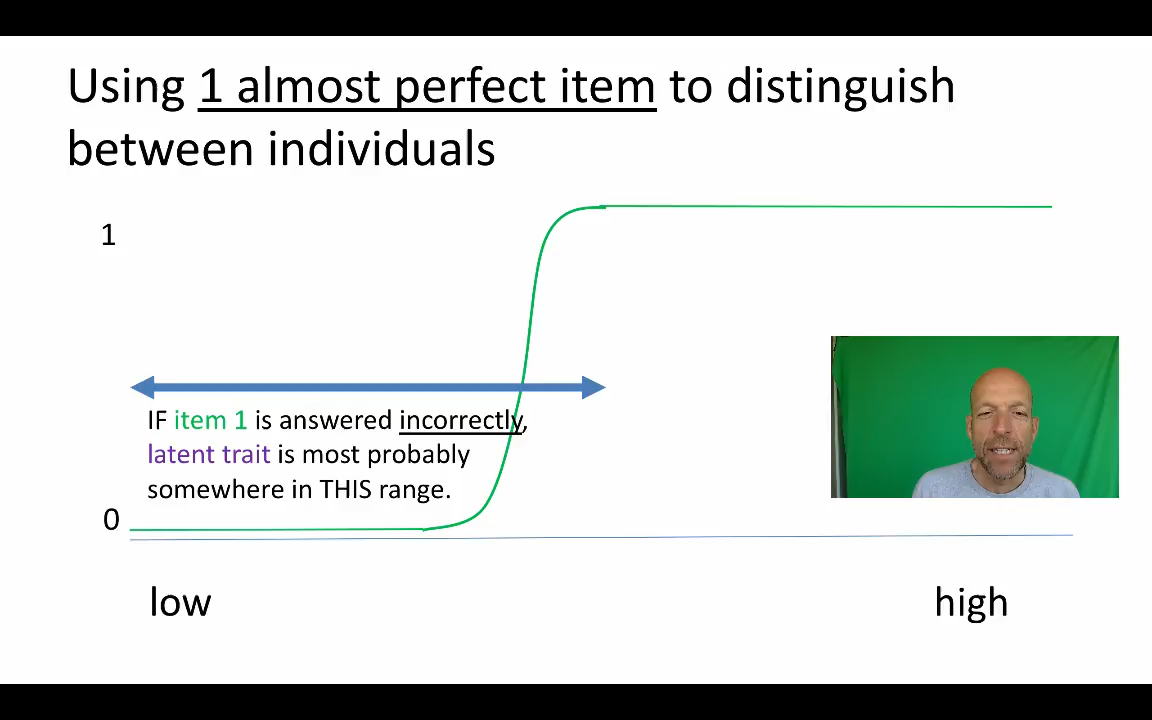 Using 1 almost perfect item to distinguish
between individuals
1
IF item 1 is answered incorrectly,
latent trait is most probably
somewhere in THIS range.
0
low
high